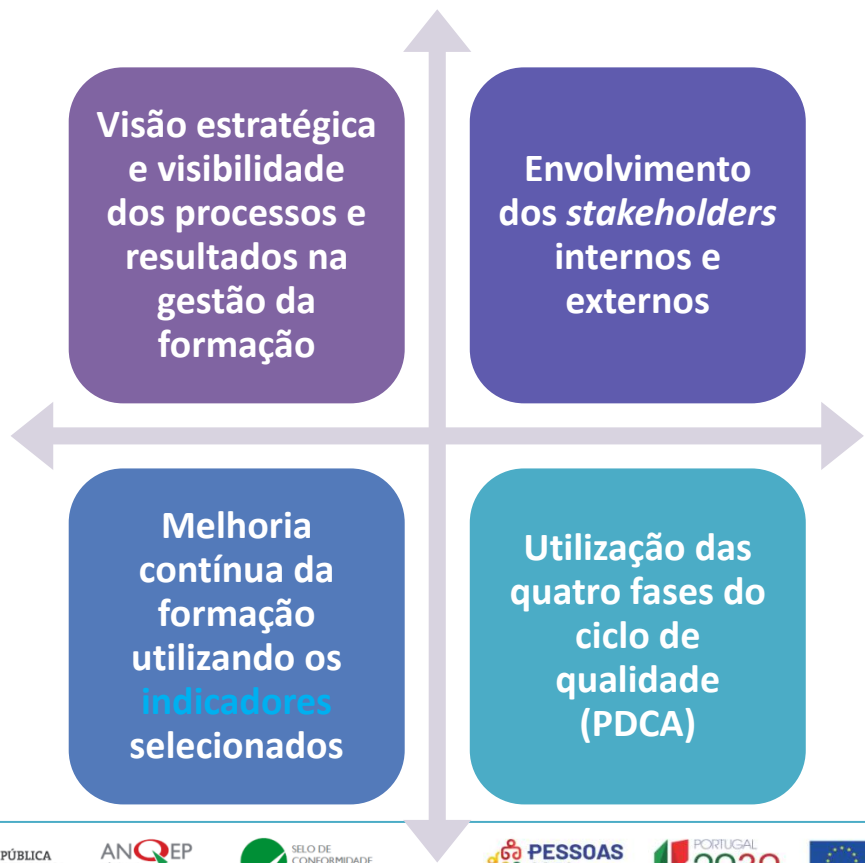 Visão estratégica
e visibilidade
dos processos e
resultados na
gestão da
formação
Envolvimento
dos stakeholders
internos e
externos
Melhoria
contínua da
formação
utilizando os
indicadores
selecionados
Utilização das
quatro fases do
ciclo de
qualidade
(PDCA)
PÚBLICA
ANQEP
SELO DE
CONFORMIDADE
PESSOAS
PORTUGAL